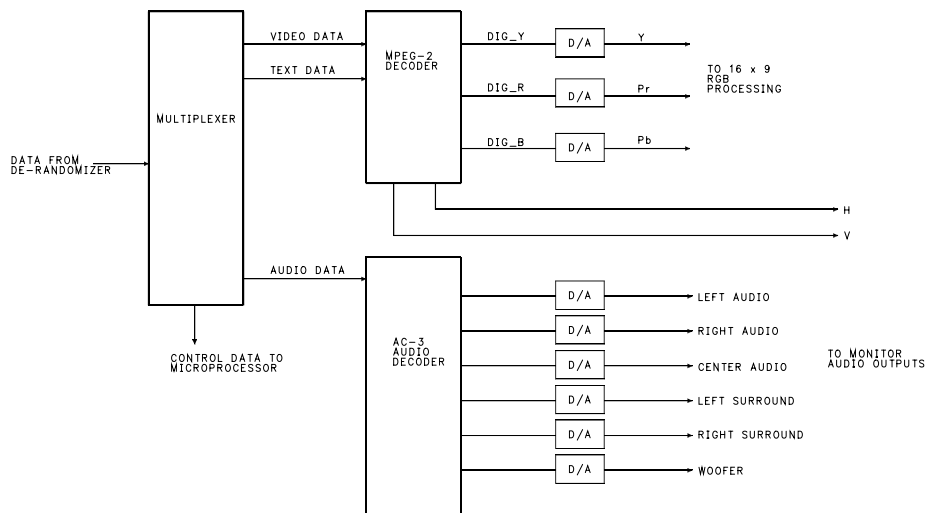 VIDEO DATA
TEXT DATA
MULTIPLEXER
DATA FROM
DE-RANDOMIZER
AUDIO DATA
CONTROL DATA TO
MICROPROCESSOR
MPEG-2
DECODER
DIG_Y
D/A
Y
DIG_R
D/A
Pr
DIG_B
D/A
Pb
TO 16 x 9
RGB
PROCESSING
H
V
AC-3
AUDIO
DECODER
D/A
LEFT AUDIO
D/A
RIGHT AUDIO
D/A
CENTER AUDIO
D/A
LEFT SURROUND
D/A
RIGHT SURROUND
D/A
WOOFER
TO MONITOR
AUDIO OUTPUTS